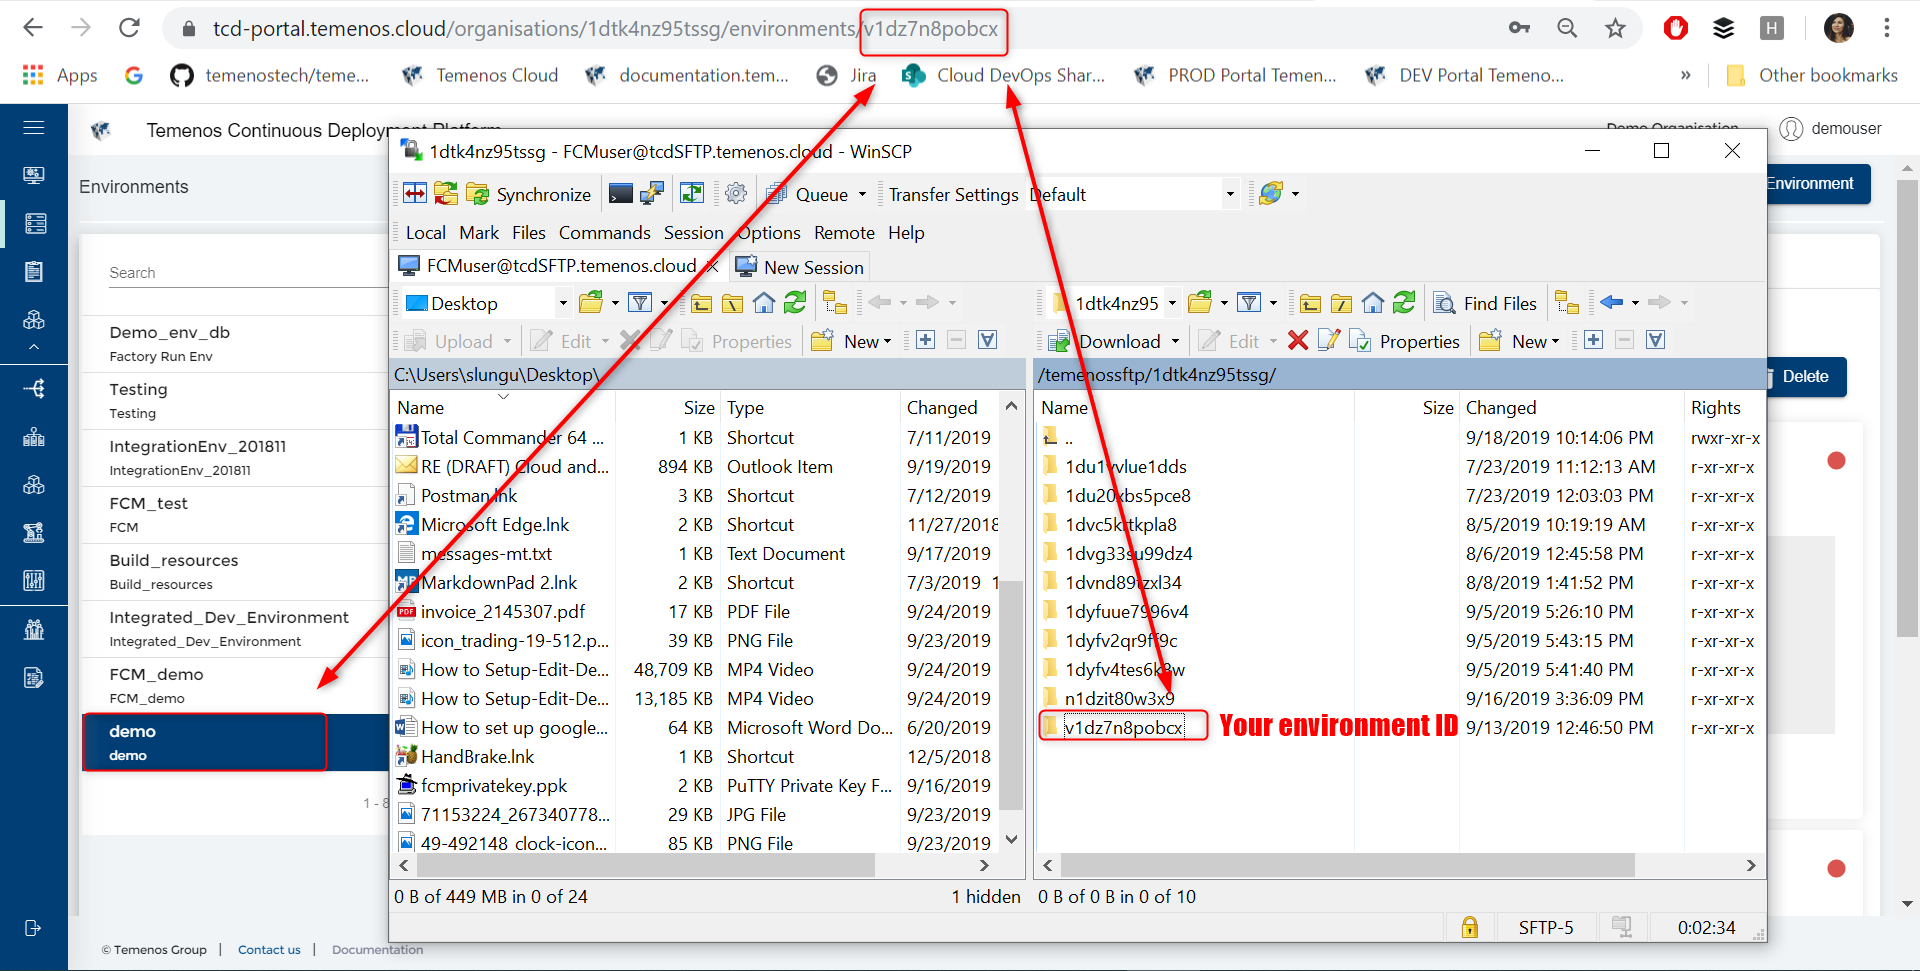 tcd-portal.temenos.cloud/organisations/1dtk4nz95tssg/environments/v1dz7n8pobcx
H
Apps
G
temenostech/teme...
Temenos Cloud
documentation.tem...
Jira
Cloud DevOps Shar...
PROD Portal Temen...
DEV Portal Temeno...
»
Other bookmarks
Temenos Continuous Deployment Platform
Demo Organisation
demouser
Environments
Environment
Search
Demo_env_db
Factory Run Env
Testing
Testing
IntegrationEnv_201811
IntegrationEnv_201811
FCM_test
FCM
Build_resources
Build_resources
Integrated_Dev_Environment
Integrated_Dev_Environment
FCM_demo
FCM_demo
demo
demo
1 - 8
Delete
1dtk4nz95tssg - FCMuser@tcdSFTP.temenos.cloud - WinSCP
Synchronize
Queue
Transfer Settings Default
Local Mark Files Commands Session Options Remote Help
FCMuser@tcdSFTP.temenos.cloud
New Session
Desktop
1dtk4nz95
Find Files
Upload
Edit
Properties
New
Download
Edit
Properties
New
C:\Users\slungu\Desktop\
Name Size Type Changed
Total Commander 64 ... 1 KB Shortcut 7/11/2019
RE (DRAFT) Cloud and... 894 KB Outlook Item 9/19/2019
Postman.lnk 3 KB Shortcut 7/12/2019
Microsoft Edge.lnk 2 KB Shortcut 11/27/2018
messages-mt.txt 1 KB Text Document 9/17/2019
MarkdownPad 2.lnk 2 KB Shortcut 7/3/2019 1
invoice_2145307.pdf 17 KB PDF File 9/24/2019
icon_trading-19-512.p... 39 KB PNG File 9/23/2019
How to Setup-Edit-De... 48,709 KB MP4 Video 9/24/2019
How to Setup-Edit-De... 13,185 KB MP4 Video 9/24/2019
How to set up google... 64 KB Microsoft Word Do... 6/20/2019
HandBrake.lnk 1 KB Shortcut 12/5/2018
fcmprivatekey.ppk 2 KB PuTTY Private Key F... 9/16/2019
71153224_267340778... 29 KB JPG File 9/23/2019
49-492148 clock-icon... 85 KB PNG File 9/23/2019
0 B of 449 MB in 0 of 24
1 hidden
/temenossftp/1dtk4nz95tssg/
Name Size Changed Rights
.. 9/18/2019 10:14:06 PM rwxr-xr-x
7/23/2019 11:12:13 AM r-xr-xr-x
7/23/2019 12:03:03 PM r-xr-xr-x
8/5/2019 10:19:19 AM r-xr-xr-x
8/6/2019 12:45:58 PM r-xr-xr-x
8/8/2019 1:41:52 PM r-xr-xr-x
1dyfuue7996v4 9/5/2019 5:26:10 PM r-xr-xr-x
9/5/2019 5:43:15 PM r-xr-xr-x
9/5/2019 5:41:40 PM r-xr-xr-x
n1dzit80w3x9 9/16/2019 3:36:09 PM r-xr-xr-x
v1dz7n8pobcx Your environment ID 9/13/2019 12:46:50 PM r-xr-xr-x
0 B of 0 B in 0 of 10
SFTP-5
0:02:34
© Temenos Group | Contact us | Documentation